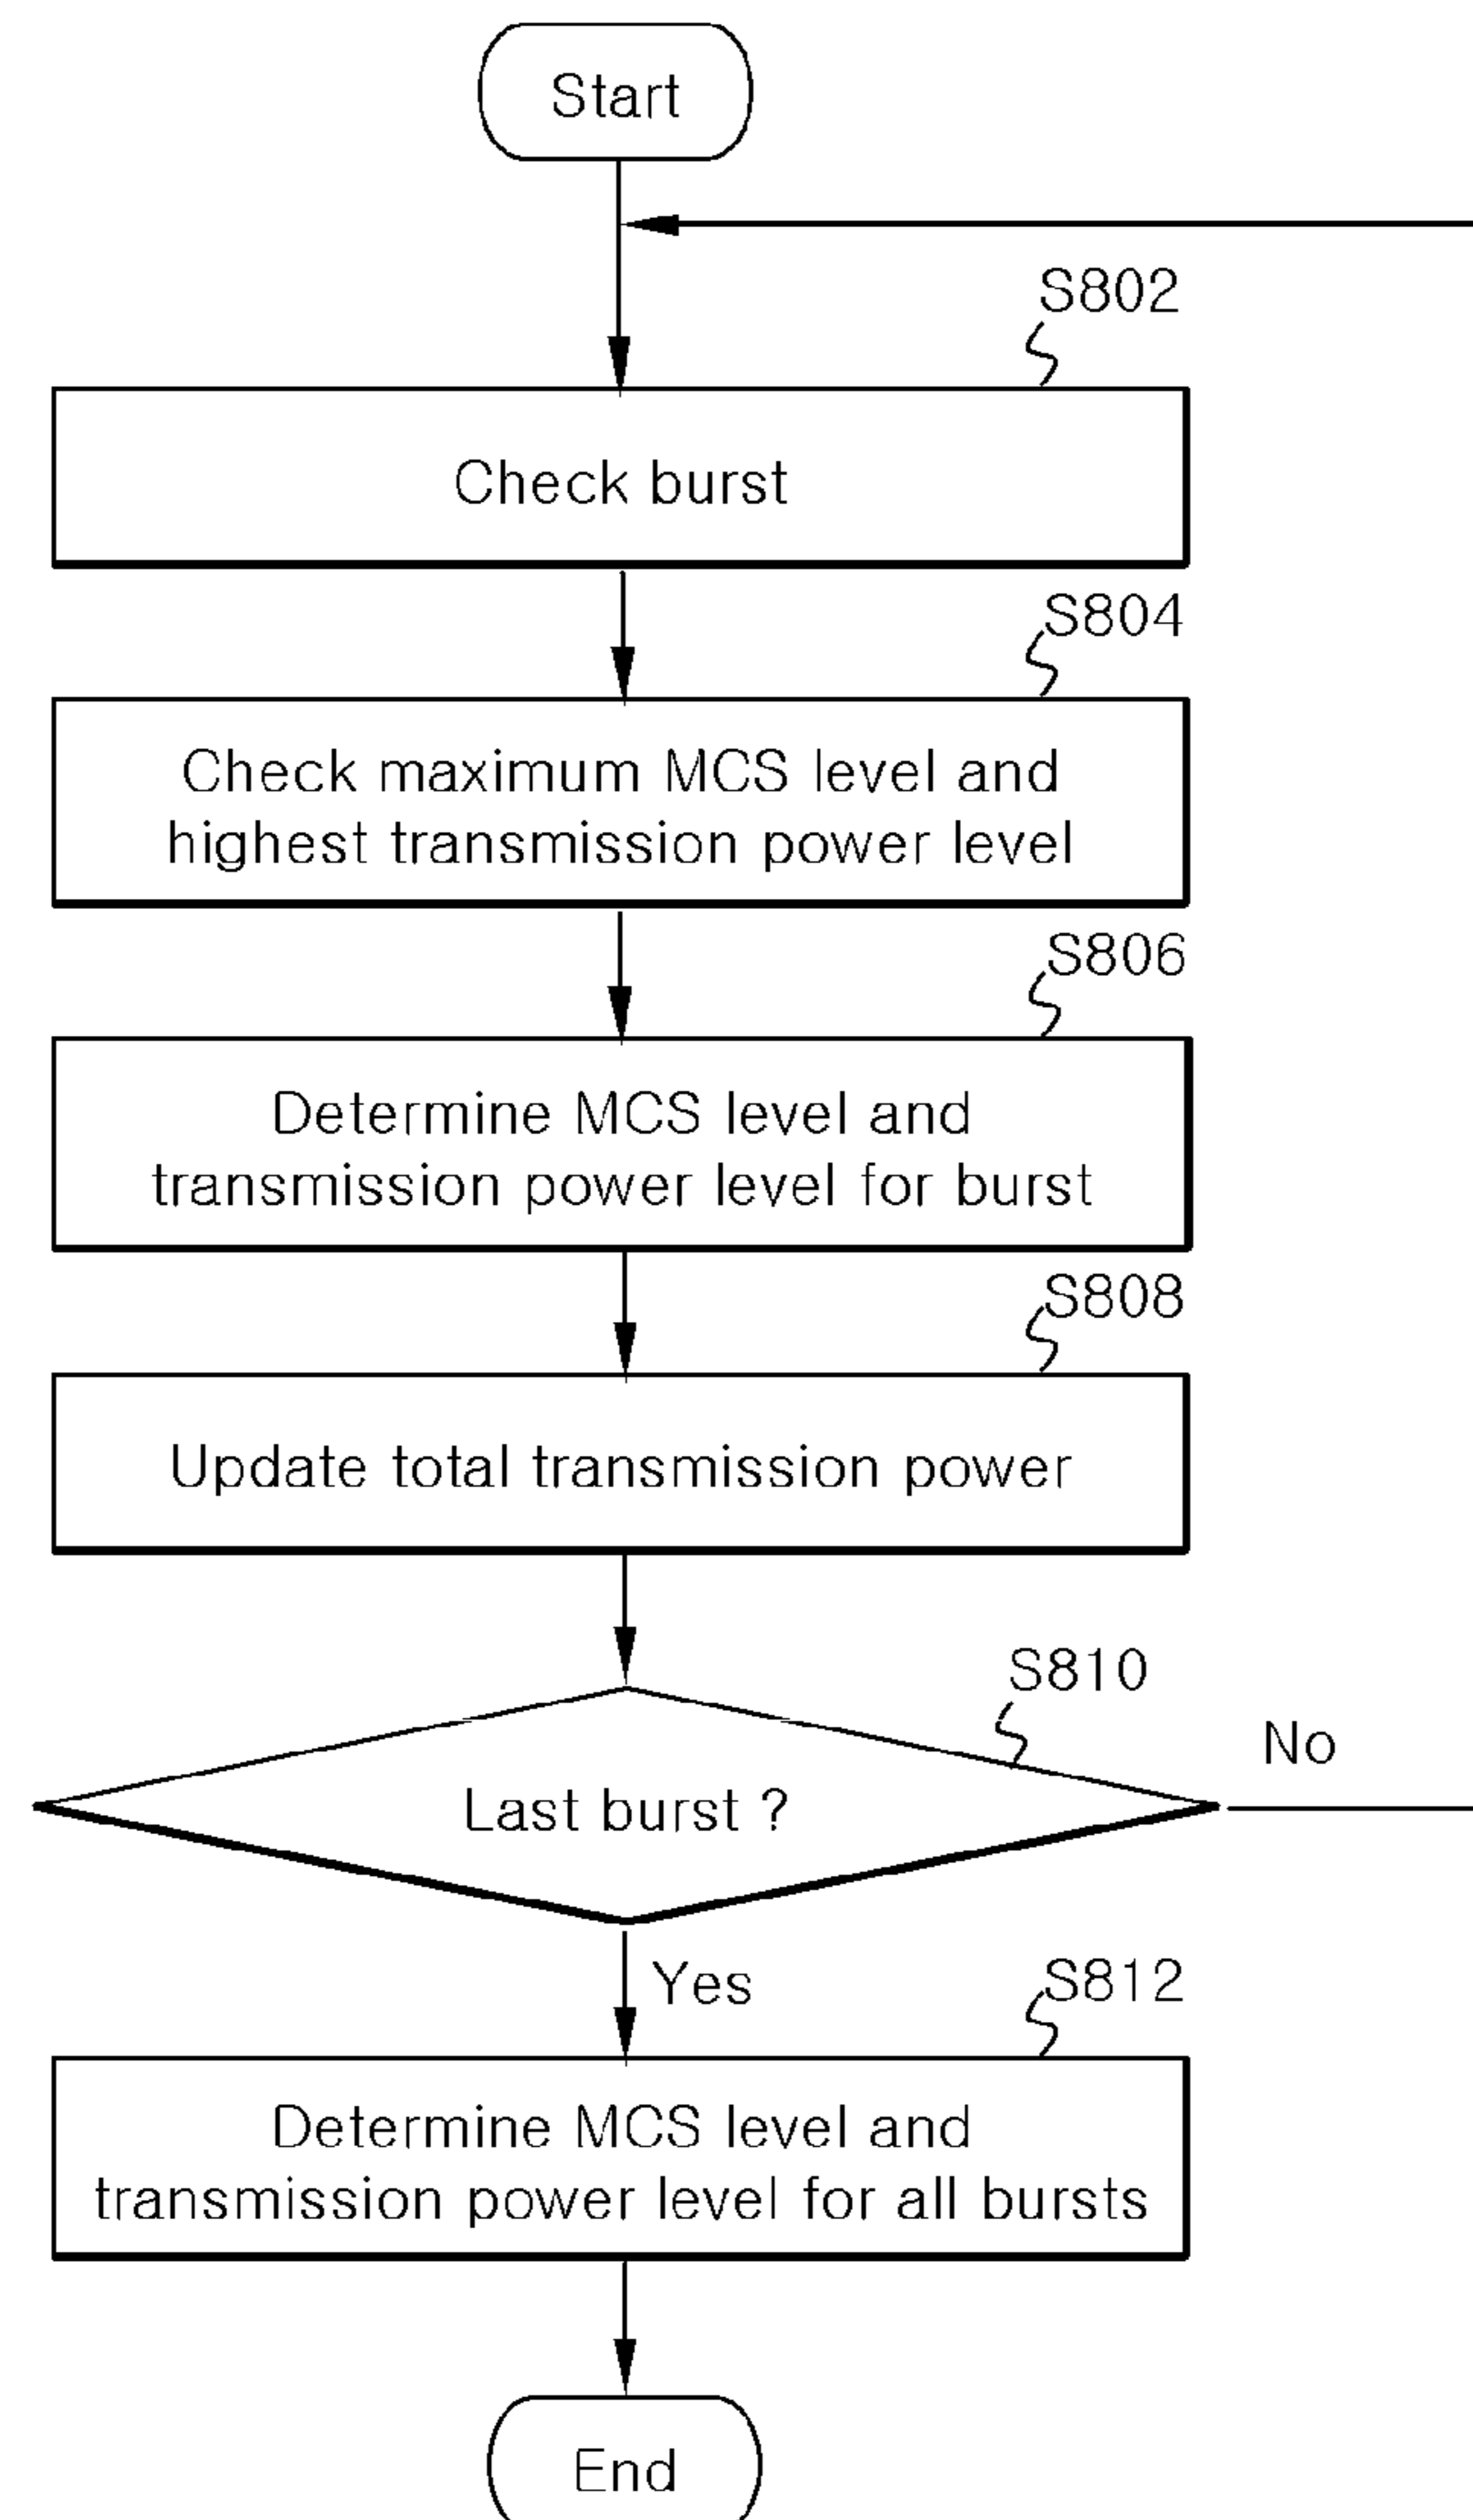 Start
S802
Check burst
S804
Check maximum MCS level and
highest transmission power level
S806
Determine MCS level and
transmission power level for burst
S808
Update total transmission power
S810
No
Last burst ?
Yes
S812
Determine MCS level and
transmission power level for all bursts
End